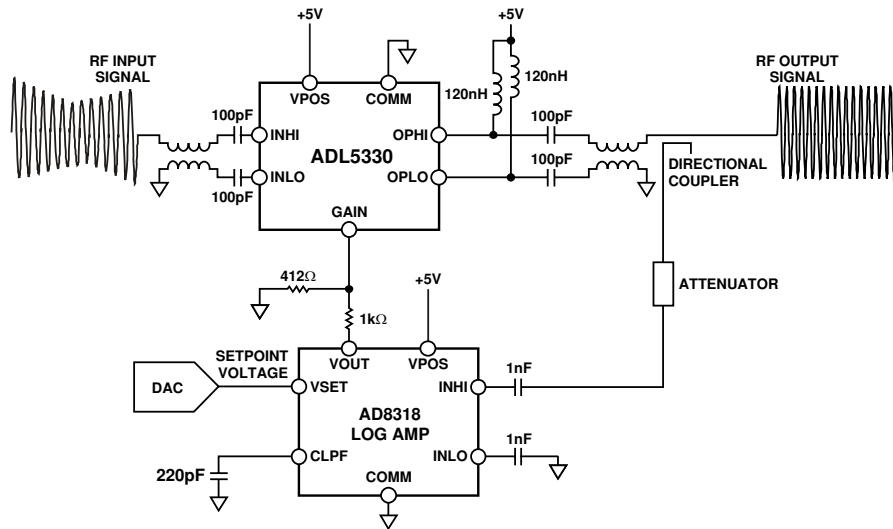 +5V
+5V
RF INPUT
SIGNAL
RF OUTPUT
SIGNAL
VPOS
COMM
120nH
120nH
100pF
INHI
OPHI
100pF
ADL5330
100pF
INLO
OPLO
100pF
DIRECTIONAL
COUPLER
GAIN
412Ω
+5V
ATTENUATOR
1kΩ
SETPOINT
VOLTAGE
VOUT
VPOS
1nF
DAC
VSET
INHI
AD8318
LOG AMP
1nF
CLPF
INLO
220pF
COMM